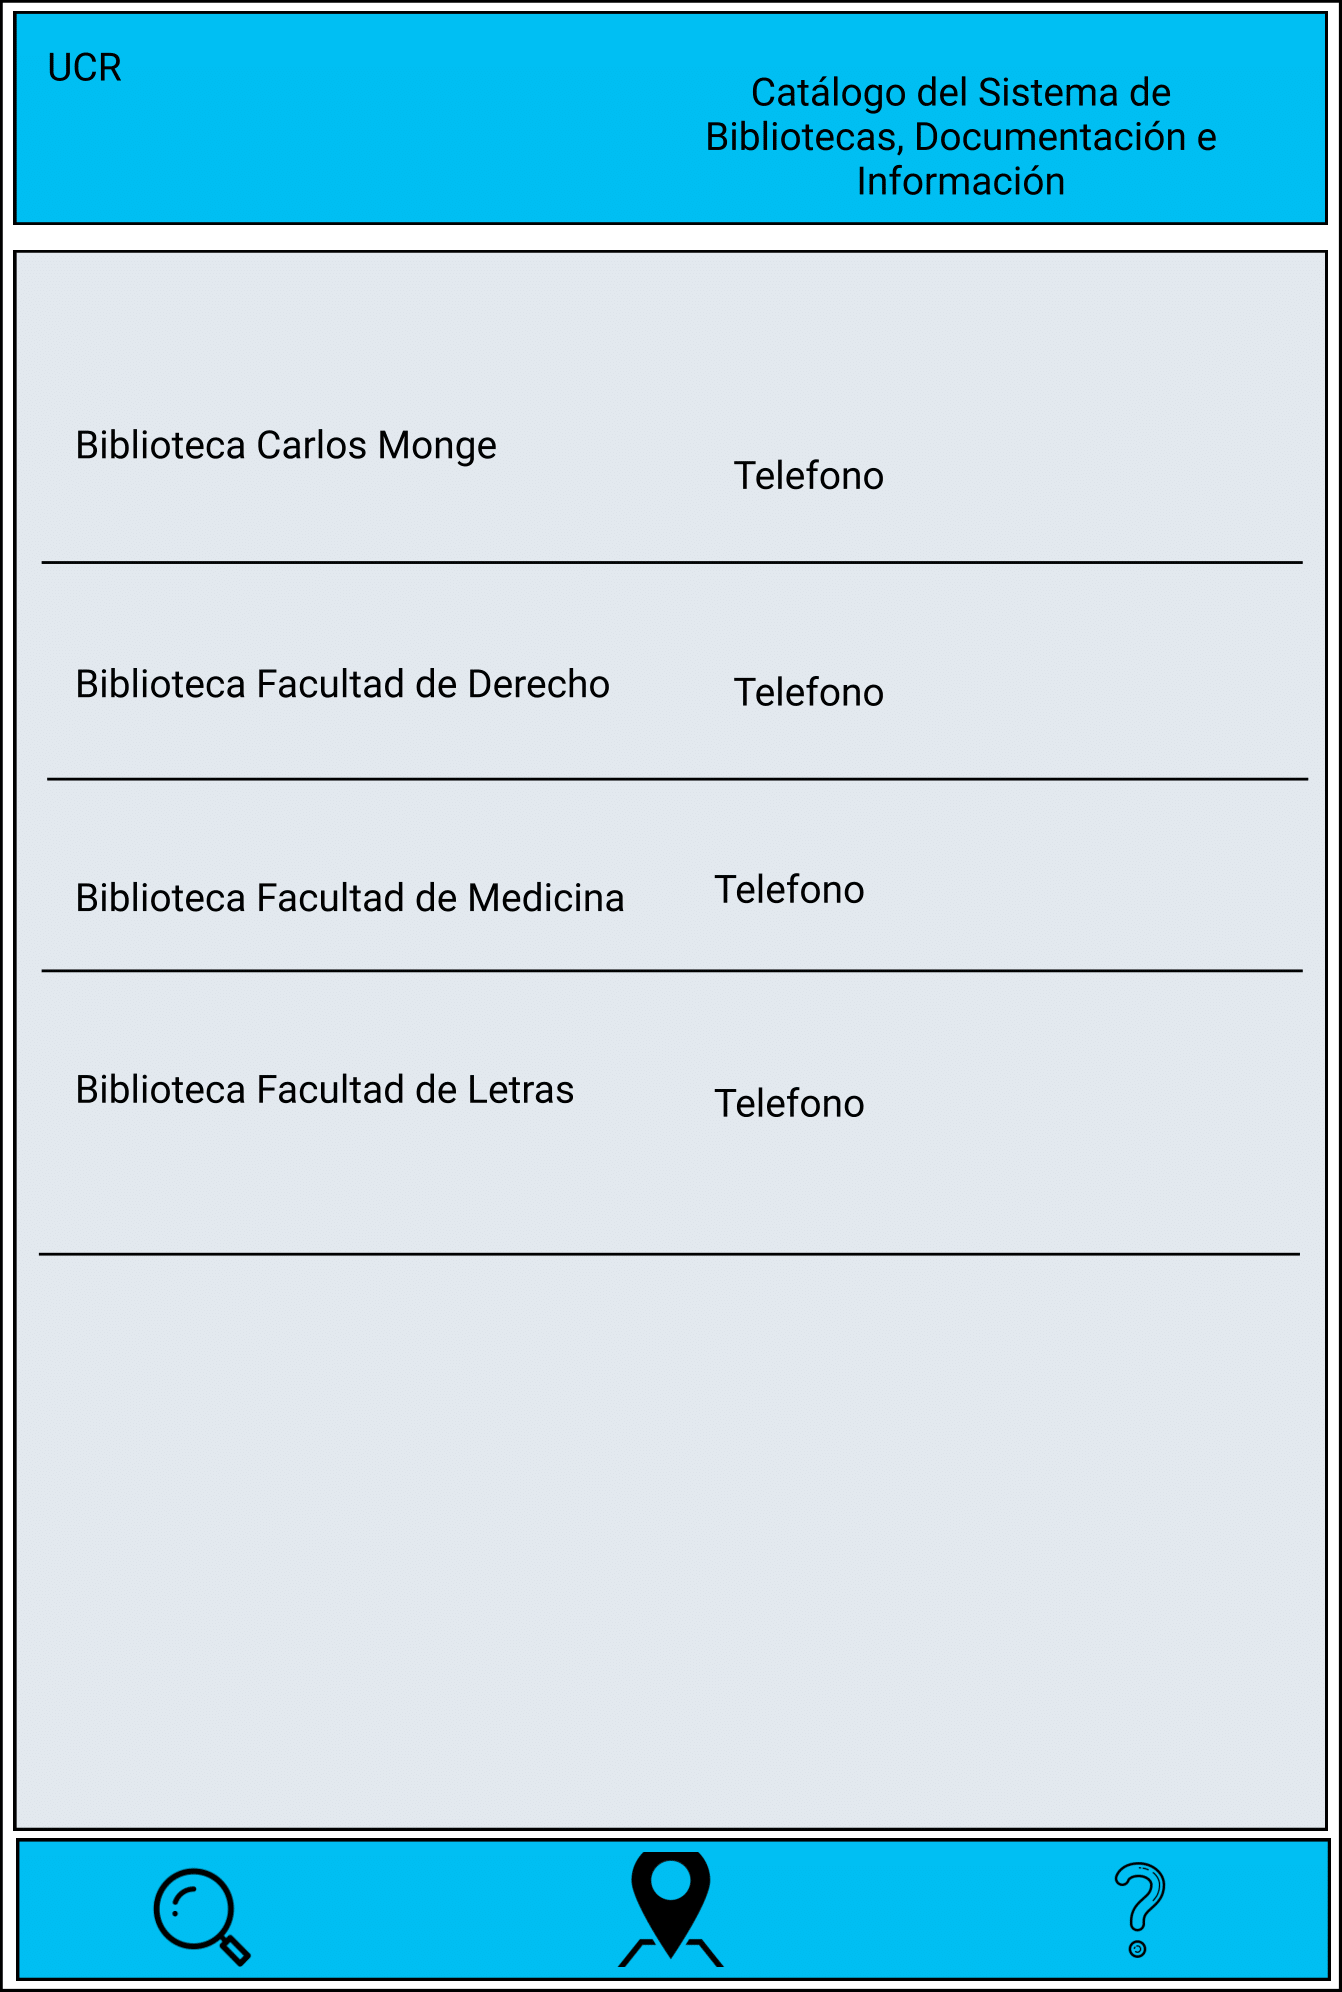 UCR
Catálogo del Sistema de
Bibliotecas, Documentación e
Información
Biblioteca Carlos Monge
Telefono
Biblioteca Facultad de Derecho
Telefono
Biblioteca Facultad de Medicina
Telefono
Biblioteca Facultad de Letras
Telefono